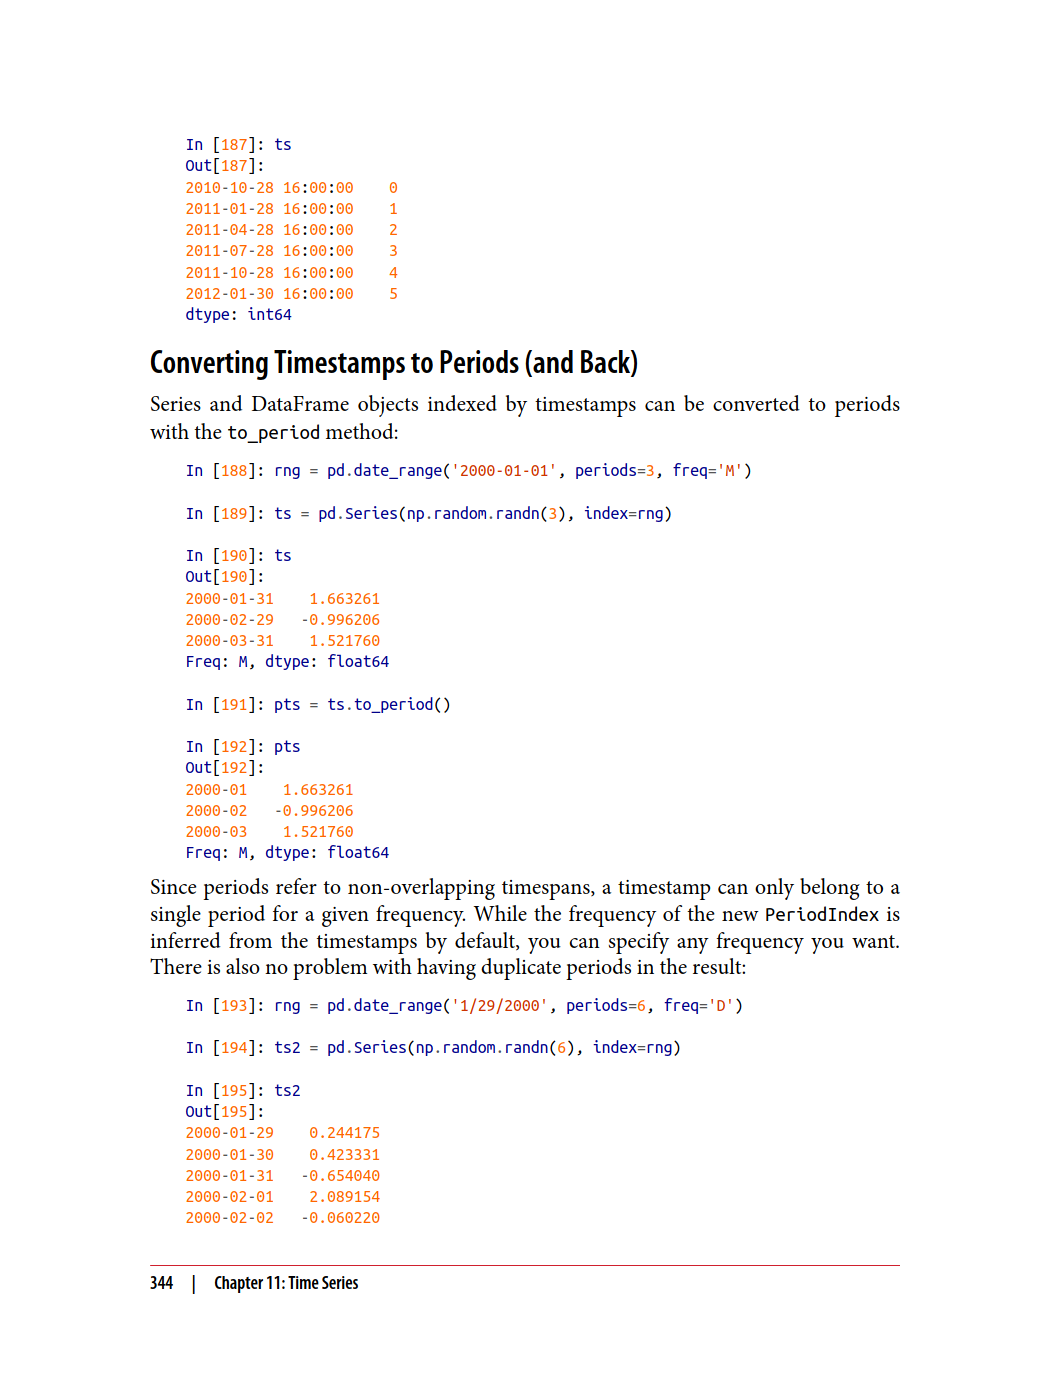 In [187]: ts
Out[187]:
2010-10-28 16:00:00    0
2011-01-28 16:00:00    1
2011-04-28 16:00:00    2
2011-07-28 16:00:00    3
2011-10-28 16:00:00    4
2012-01-30 16:00:00    5
dtype: int64
Converting Timestamps to Periods (and Back)
Series and DataFrame objects indexed by timestamps can be converted to periods
with the to_period method:
In [188]: rng = pd.date_range('2000-01-01', periods=3, freq='M')
In [189]: ts = pd.Series(np.random.randn(3), index=rng)
In [190]: ts
Out[190]:
2000-01-31    1.663261
2000-02-29   -0.996206
2000-03-31    1.521760
Freq: M, dtype: float64
In [191]: pts = ts.to_period()
In [192]: pts
Out[192]:
2000-01    1.663261
2000-02   -0.996206
2000-03    1.521760
Freq: M, dtype: float64
Since periods refer to non-overlapping timespans, a timestamp can only belong to a
single period for a given frequency. While the frequency of the new PeriodIndex is
inferred from the timestamps by default, you can specify any frequency you want.
There is also no problem with having duplicate periods in the result:
In [193]: rng = pd.date_range('1/29/2000', periods=6, freq='D')
In [194]: ts2 = pd.Series(np.random.randn(6), index=rng)
In [195]: ts2
Out[195]:
2000-01-29    0.244175
2000-01-30    0.423331
2000-01-31   -0.654040
2000-02-01    2.089154
2000-02-02   -0.060220
344 | Chapter 11: Time Series